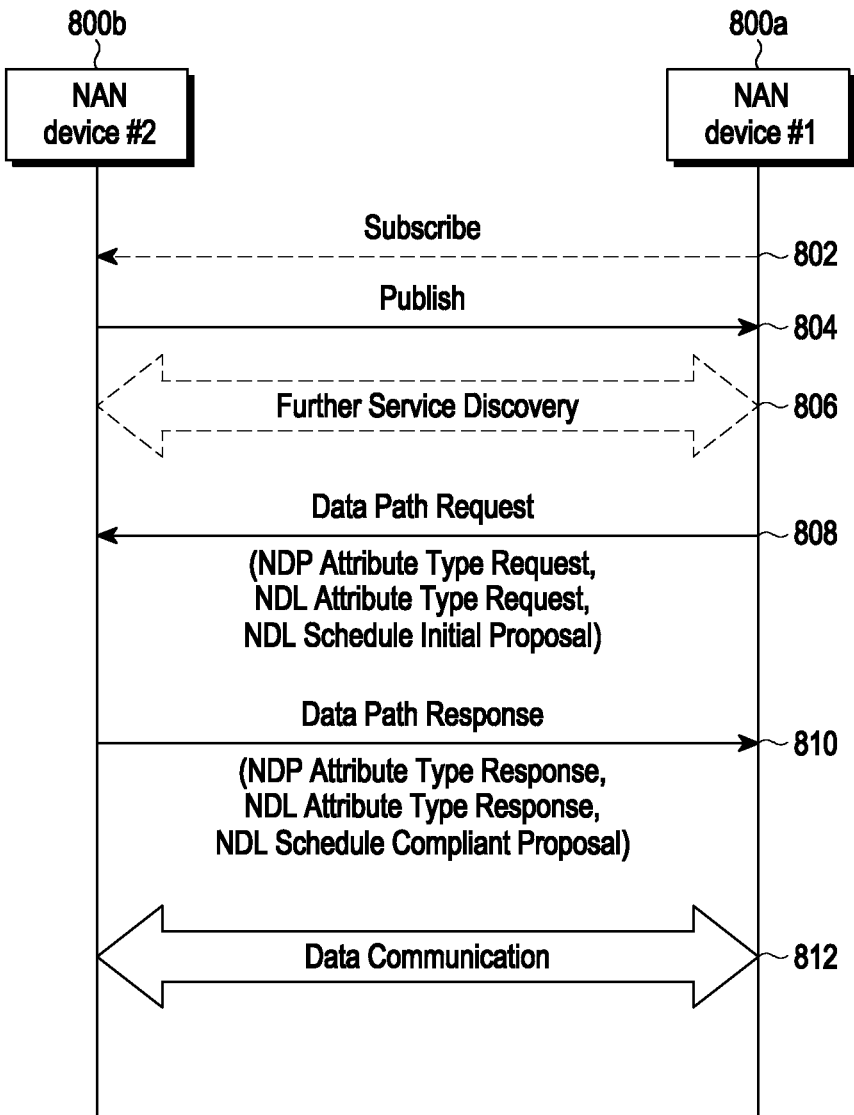 800b
800a
NAN
device #2
NAN
device #1
Subscribe
802
Publish
804
Further Service Discovery
806
Data Path Request
808
(NDP Attribute Type Request,
NDL Attribute Type Request,
NDL Schedule Initial Proposal)
Data Path Response
810
(NDP Attribute Type Response,
NDL Attribute Type Response,
NDL Schedule Compliant Proposal)
Data Communication
812